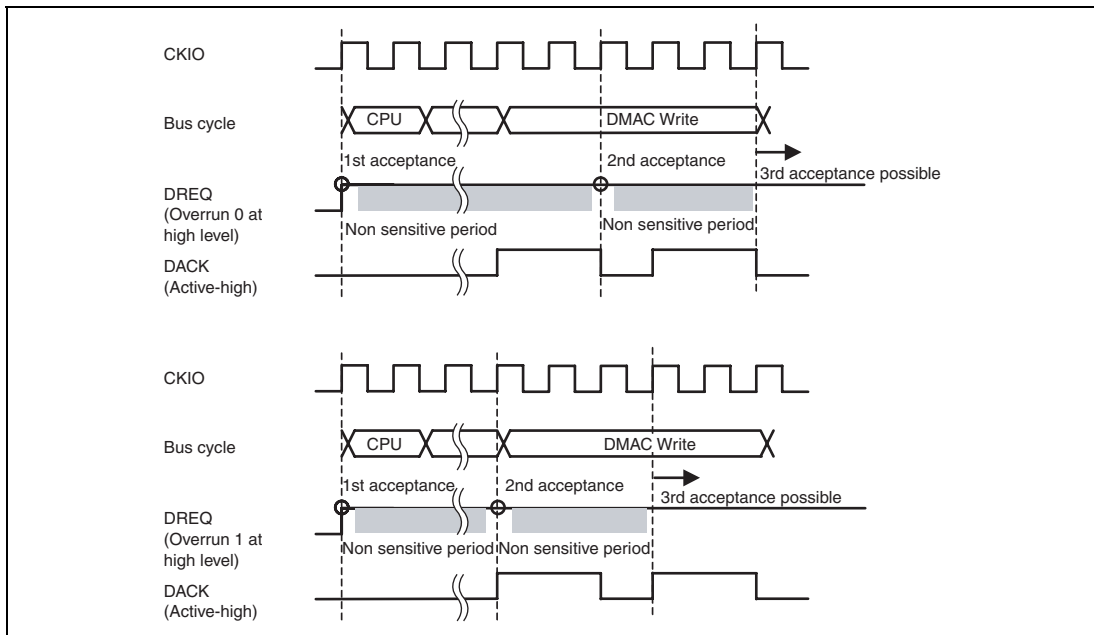 CKIO
Bus cycle
CPU
DMAC Write
1st acceptance
2nd acceptance
3rd acceptance possible
DREQ
(Overrun 0 at
high level)
Non sensitive period
Non sensitive period
DACK
(Active-high)
CKIO
Bus cycle
CPU
DMAC Write
1st acceptance
2nd acceptance
3rd acceptance possible
DREQ
(Overrun 1 at
high level)
Non sensitive period
Non sensitive period
DACK
(Active-high)